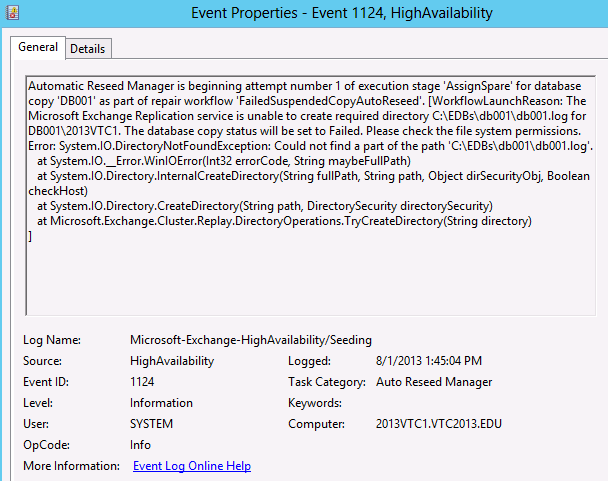 Event Properties - Event 1124, HighAvailability
General Details
Automatic Reseed Manager is beginning attempt number 1 of execution stage 'AssignSpare' for database
copy 'DB001' as part of repair workflow 'FailedSuspendedCopyAutoReseed'. [WorkflowLaunchReason: The
Microsoft Exchange Replication service is unable to create required directory C:\EDBs\db001\db001.log for
DB001\2013VTC1. The database copy status will be set to Failed. Please check the file system permissions.
Error: System.IO.DirectoryNotFoundException: Could not find a part of the path 'C:\EDBs\db001\db001.log'.
at System.IO.__Error.WinIOError(Int32 errorCode, String maybeFullPath)
at System.IO.Directory.InternalCreateDirectory(String fullPath, String path, Object dirSecurityObj, Boolean
checkHost)
at System.IO.Directory.CreateDirectory(String path, DirectorySecurity directorySecurity)
at Microsoft.Exchange.Cluster.Replay.DirectoryOperations.TryCreateDirectory(String directory)
]
Log Name: Microsoft-Exchange-HighAvailability/Seeding
Source: HighAvailability Logged: 8/1/2013 1:45:04 PM
Event ID: 1124 Task Category: Auto Reseed Manager
Level: Information Keywords:
User: SYSTEM Computer: 2013VTC1.VTC2013.EDU
OpCode: Info
More Information: Event Log Online Help